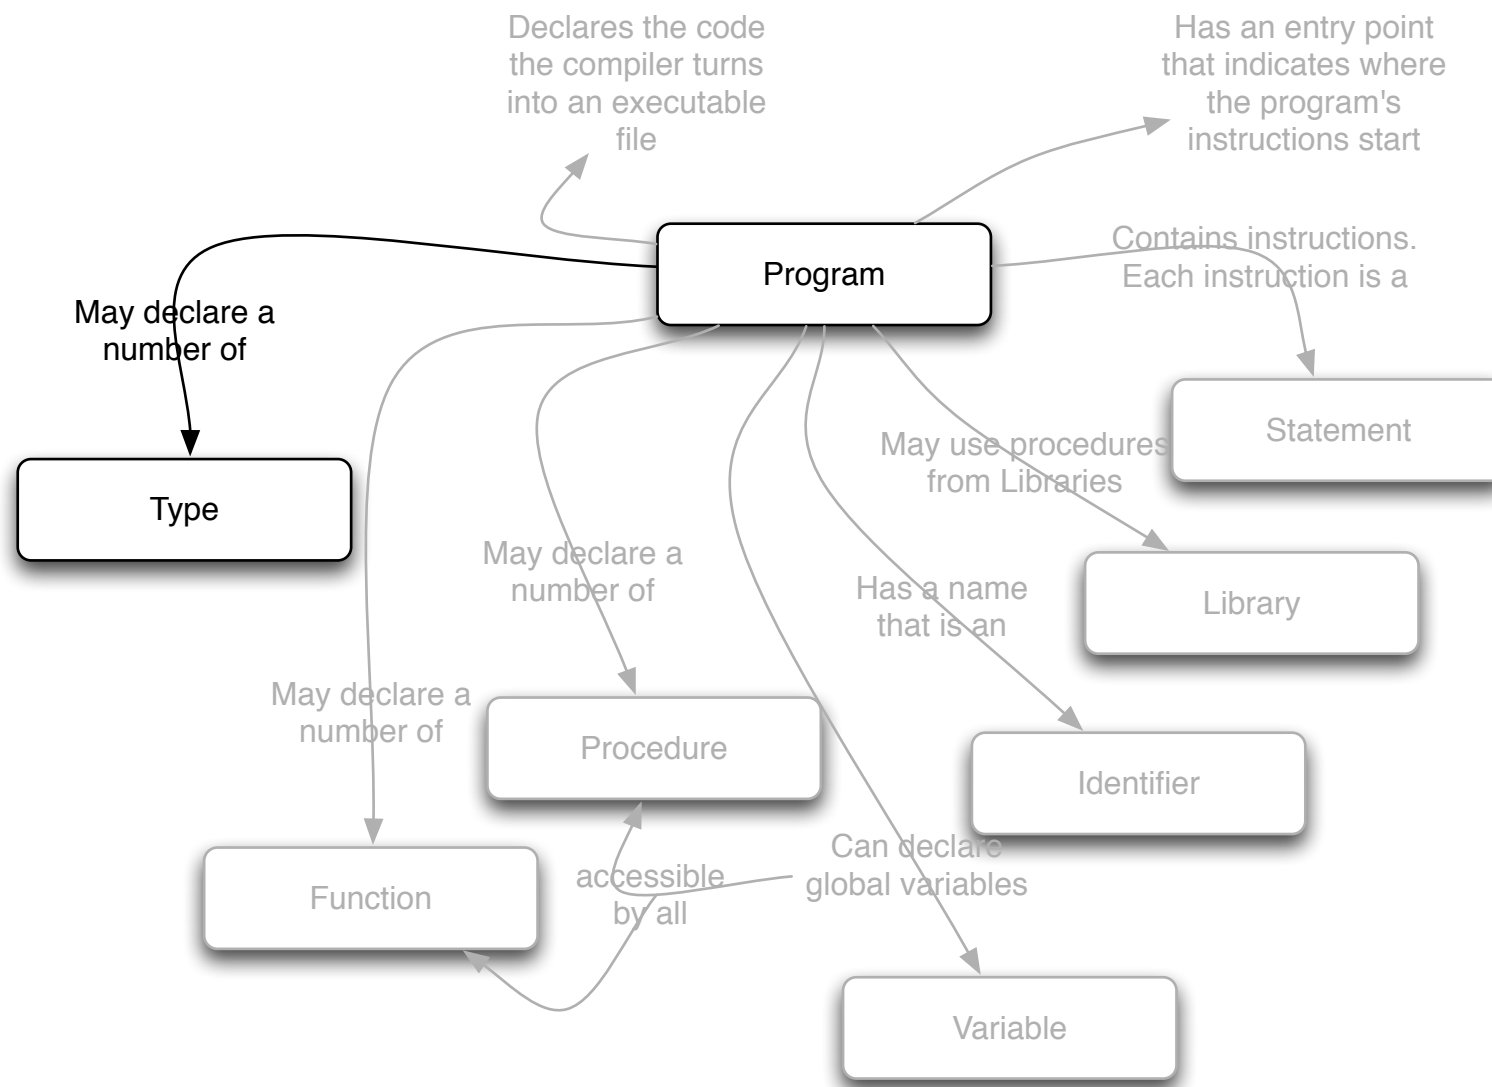 Declares the code
the compiler turns
into an executable
file
Has an entry point
that indicates where
the program's
instructions start
Program
Contains instructions.
Each instruction is a
May declare a
number of
Statement
May use procedures
from Libraries
Type
May declare a
number of
Has a name
that is an
Library
May declare a
number of
Procedure
Identifier
Can declare
global variables
accessible
by all
Function
Variable